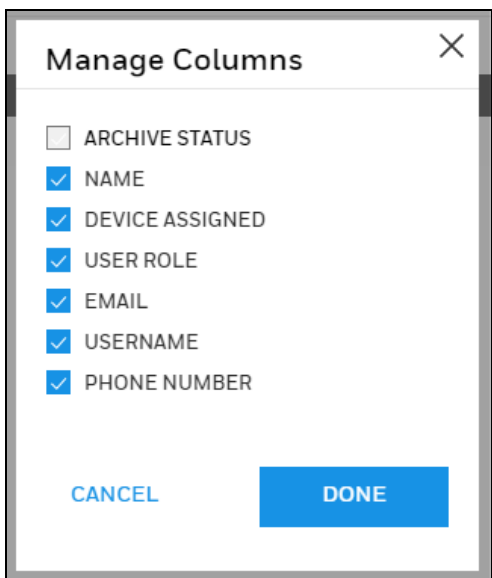 Manage Columns
ARCHIVE STATUS
NAME
DEVICE ASSIGNED
USER ROLE
EMAIL
USERNAME
PHONE NUMBER
CANCEL DONE